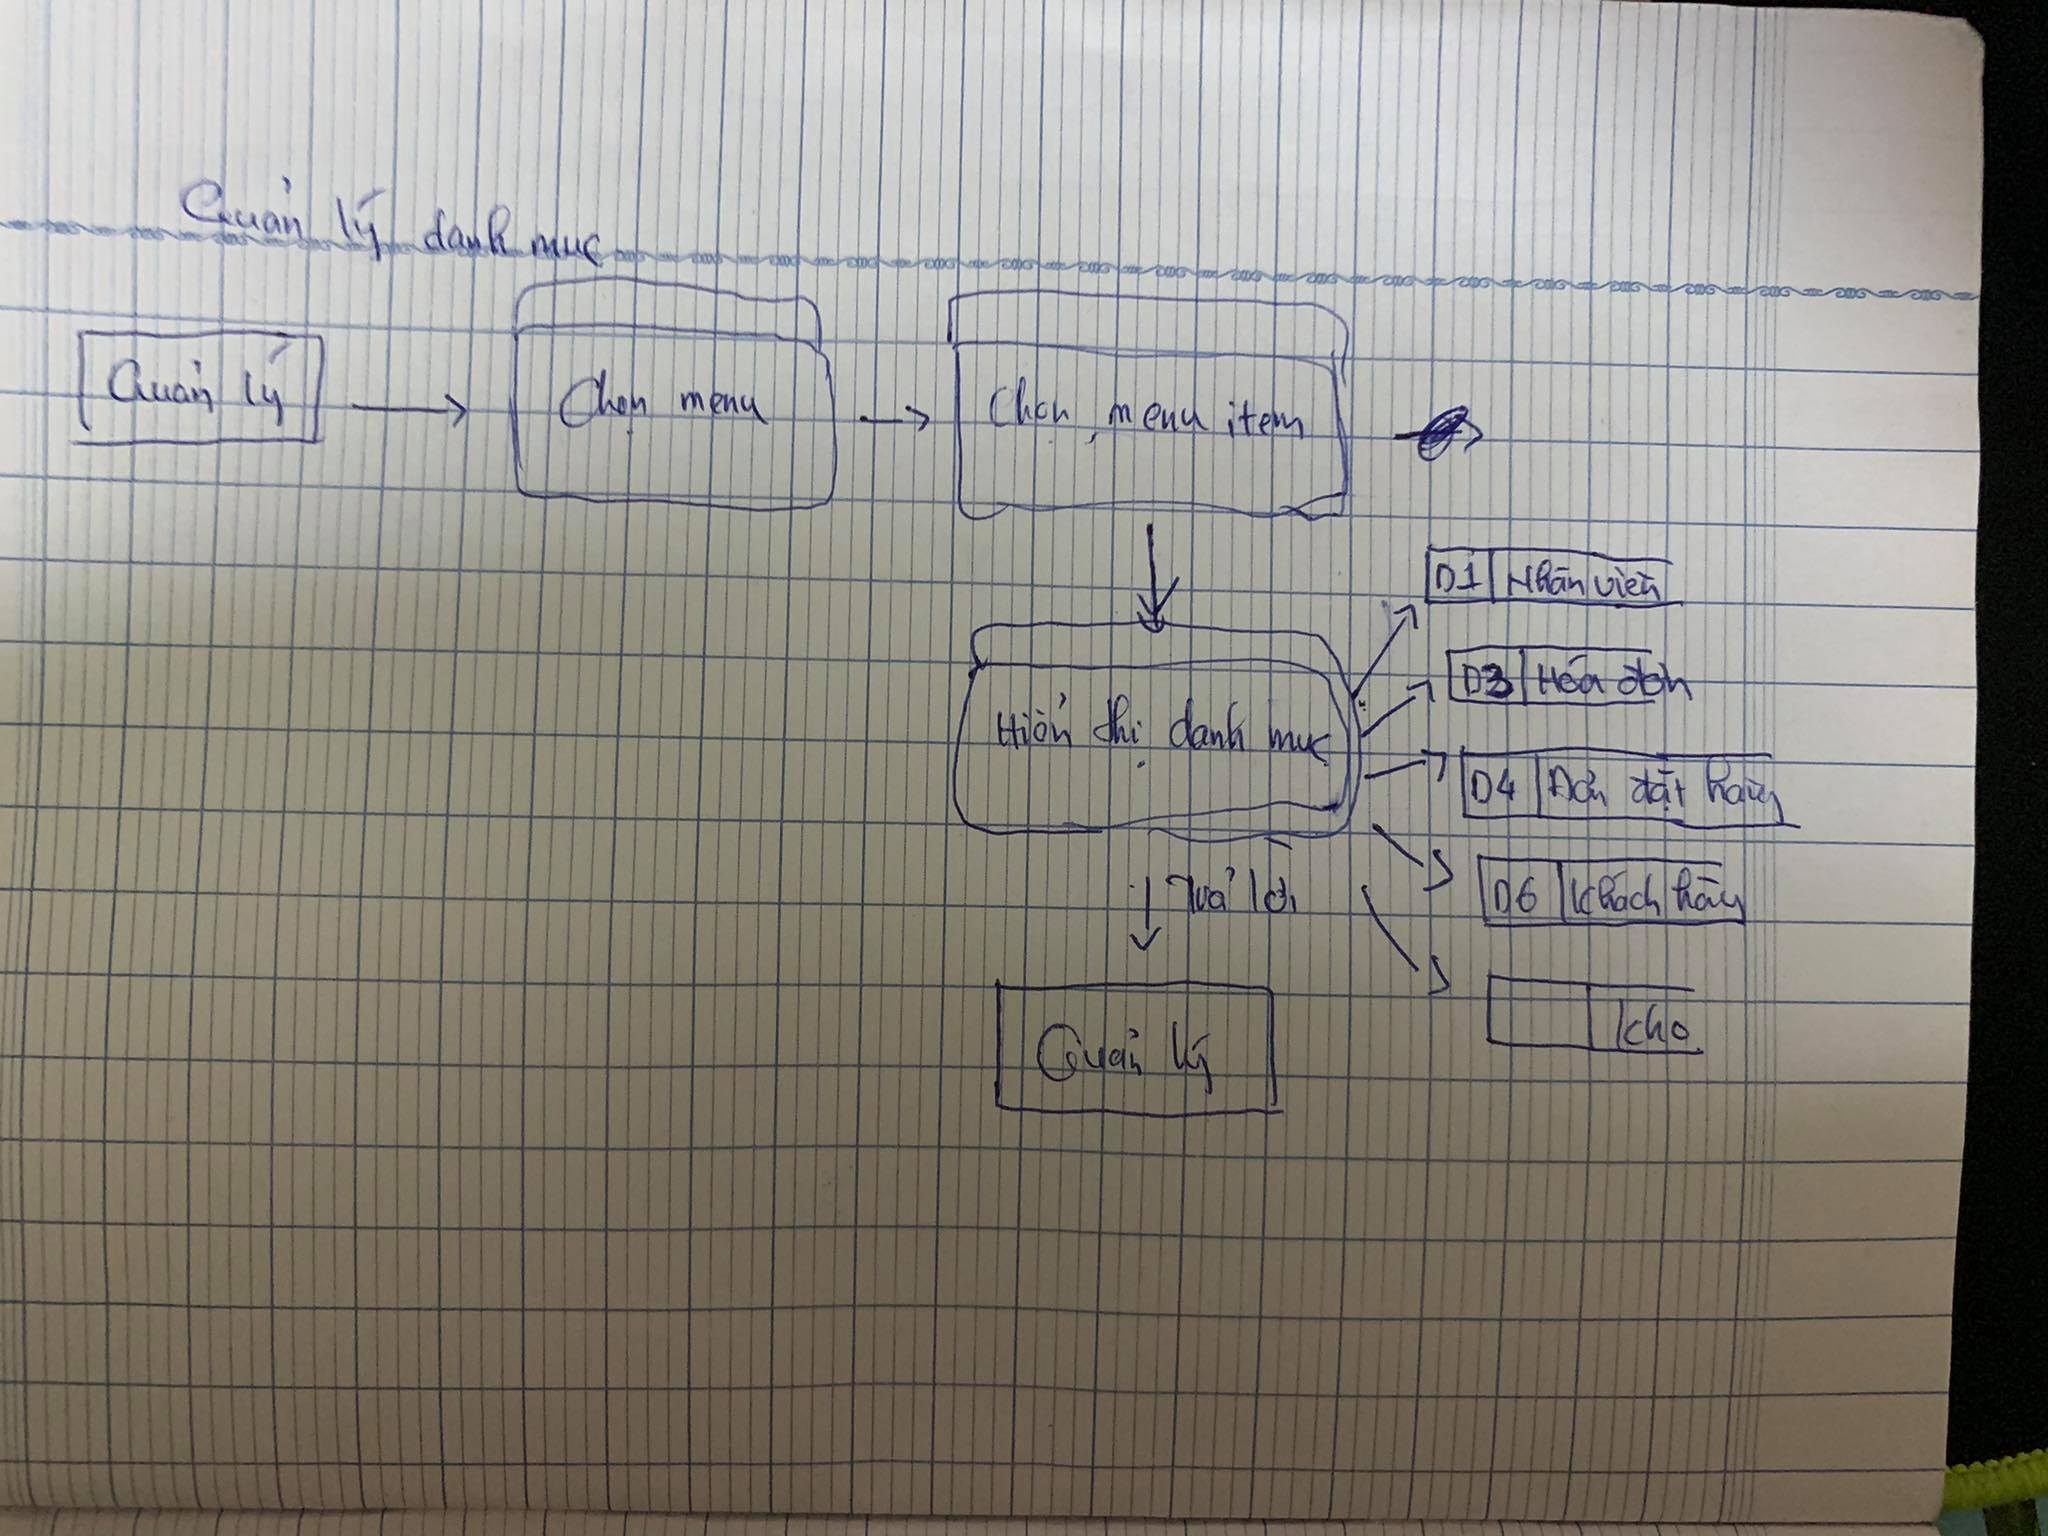 Quản lý danh mục
Quản lý
Chọn menu
Chọn menu item
D1 Nhân viên
D3 Hóa đơn
Hiển thị danh mục
D4 Đơn đặt hàng
D6 Khách hàng
Trả lời
Kho
Quản lý